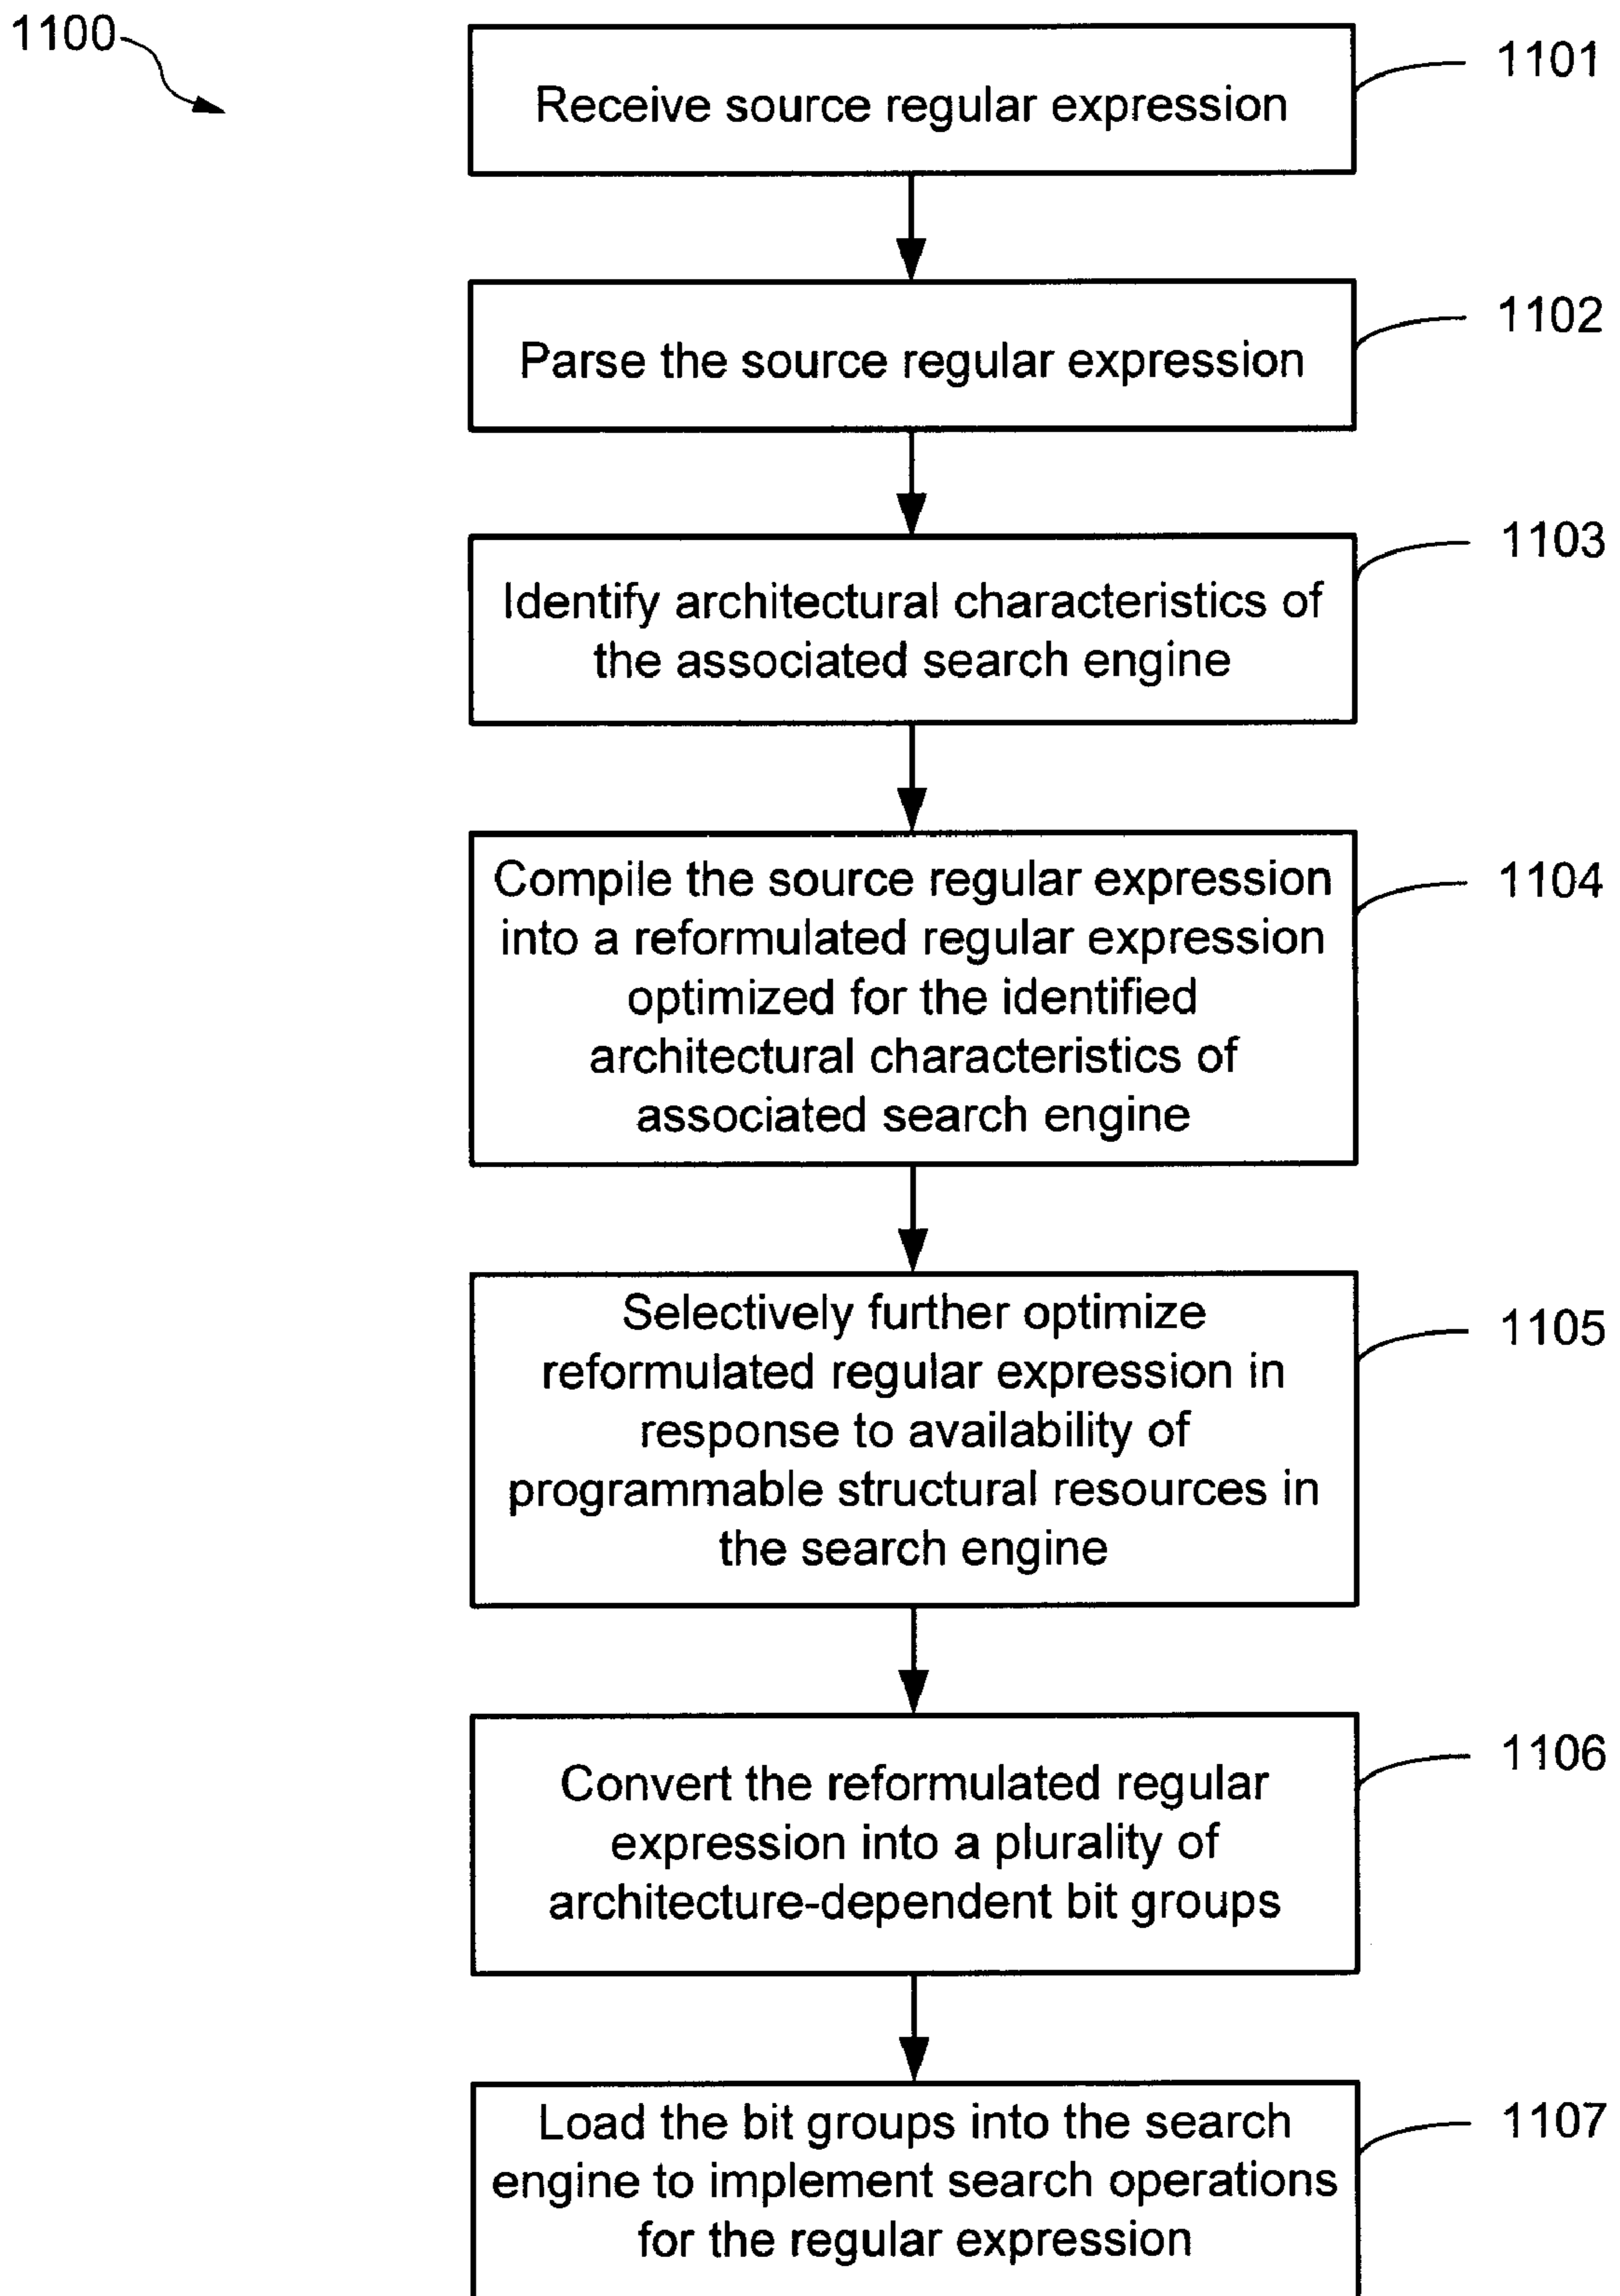 1100
Receive source regular expression
1101
Parse the source regular expression
1102
Identify architectural characteristics of
the associated search engine
1103
Compile the source regular expression
into a reformulated regular expression
optimized for the identified
architectural characteristics of
associated search engine
1104
Selectively further optimize
reformulated regular expression in
response to availability of
programmable structural resources in
the search engine
1105
Convert the reformulated regular
expression into a plurality of
architecture-dependent bit groups
1106
Load the bit groups into the search
engine to implement search operations
for the regular expression
1107